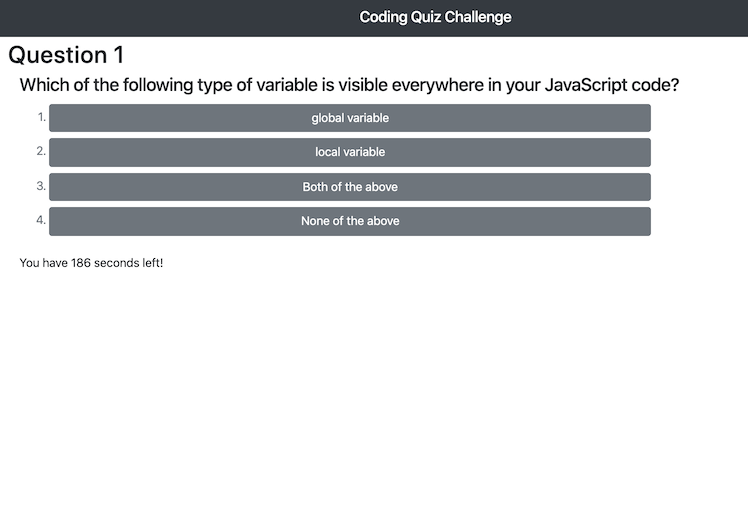 Coding Quiz Challenge
Question 1
Which of the following type of variable is visible everywhere in your JavaScript code?
1. global variable
2. local variable
3. Both of the above
4. None of the above
You have 186 seconds left!